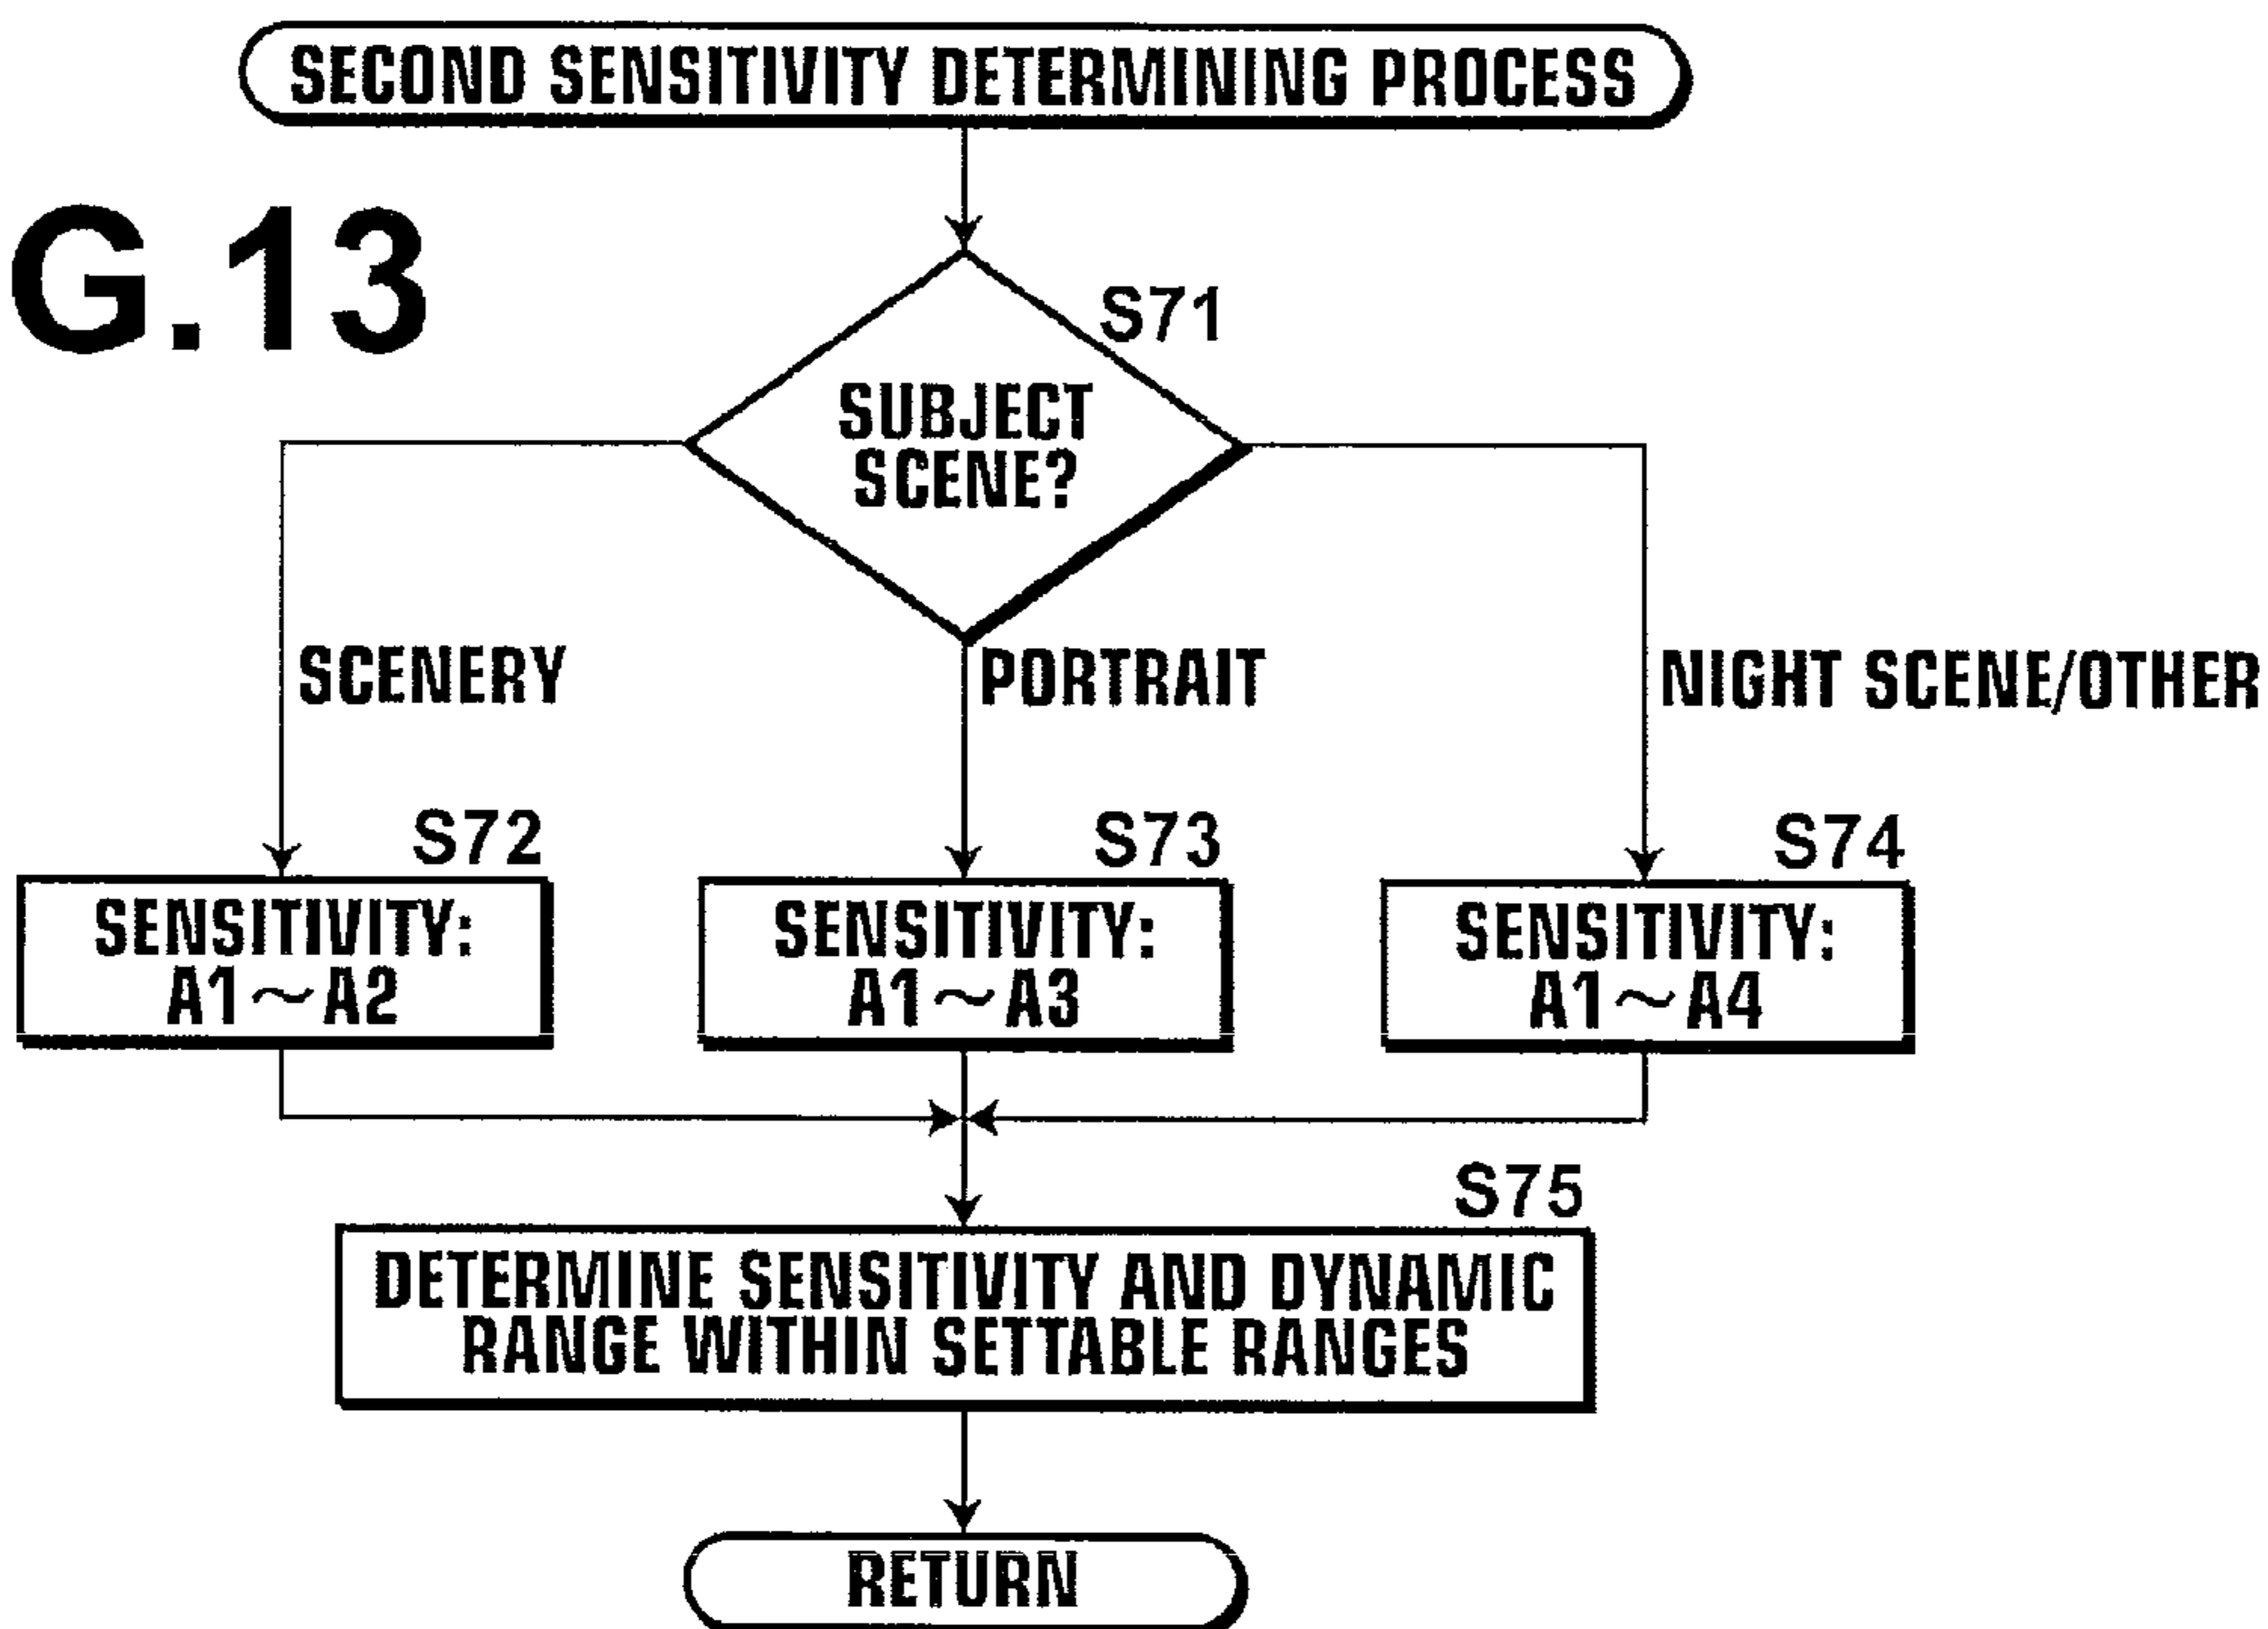 SECOND SENSITIVITY DETERMINING PROCESS
G.13
S71
SUBJECT
SCENE?
SCENERY
PORTRAIT
NIGHT SCENE/OTHER
S72
SENSITIVITY:
A1~A2
S73
SENSITIVITY:
A1~A3
S74
SENSITIVITY:
A1~A4
S75
DETERMINE SENSITIVITY AND DYNAMIC
RANGE WITHIN SETTABLE RANGES
RETURN